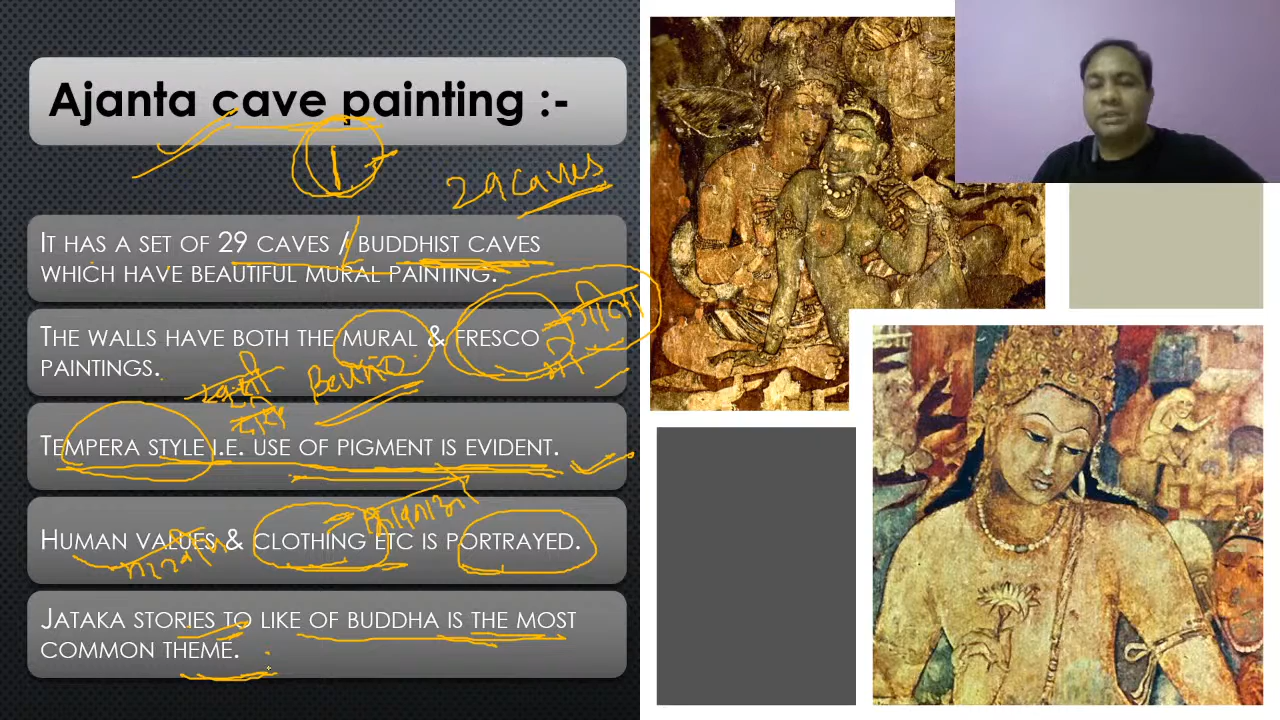 Ajanta cave painting :-
1
29 caves
IT HAS A SET OF 29 CAVES / BUDDHIST CAVES
WHICH HAVE BEAUTIFUL MURAL PAINTING.
THE WALLS HAVE BOTH THE MURAL & FRESCO
PAINTINGS.
गीला
TEMPERA STYLE I.E. USE OF PIGMENT IS EVIDENT.
HUMAN VALUES & CLOTHING ETC IS PORTRAYED.
JATAKA STORIES TO LIKE OF BUDDHA IS THE MOST
COMMON THEME.